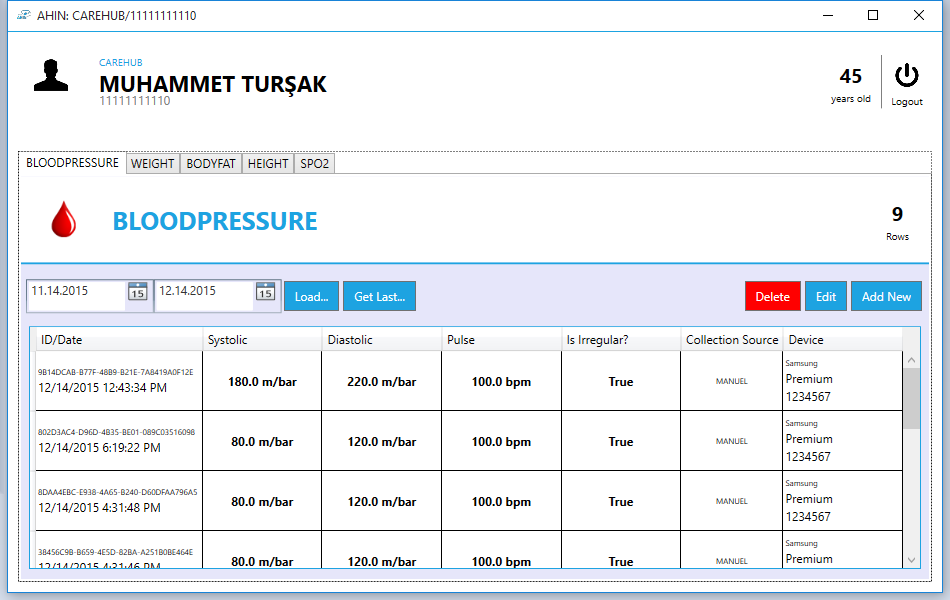 AHIN: CAREHUB/11111111110
CAREHUB
MUHAMMET TURŞAK
11111111110
45
years old
Logout
BLOODPRESSURE WEIGHT BODYFAT HEIGHT SPO2
BLOODPRESSURE
9
Rows
11.14.2015 15 12.14.2015 15 Load... Get Last... Delete Edit Add New
ID/Date Systolic Diastolic Pulse Is Irregular? Collection Source Device
9B14DCAB-B77F-48B9-B21E-7A8419A0F12E
12/14/2015 12:43:34 PM
180.0 m/bar 220.0 m/bar 100.0 bpm True MANUEL
Samsung
Premium
1234567
802D3AC4-D96D-4B35-BE01-089C03516098
12/14/2015 6:19:22 PM
80.0 m/bar 120.0 m/bar 100.0 bpm True MANUEL
Samsung
Premium
1234567
8DAA4EBC-E938-4A65-B240-D60DFAA796A5
12/14/2015 4:31:48 PM
80.0 m/bar 120.0 m/bar 100.0 bpm True MANUEL
Samsung
Premium
1234567
38456C9B-B659-4E5D-82BA-A251B0BE464E
12/14/2015 4:31:46 PM
80.0 m/bar 120.0 m/bar 100.0 bpm True MANUEL
Samsung
Premium